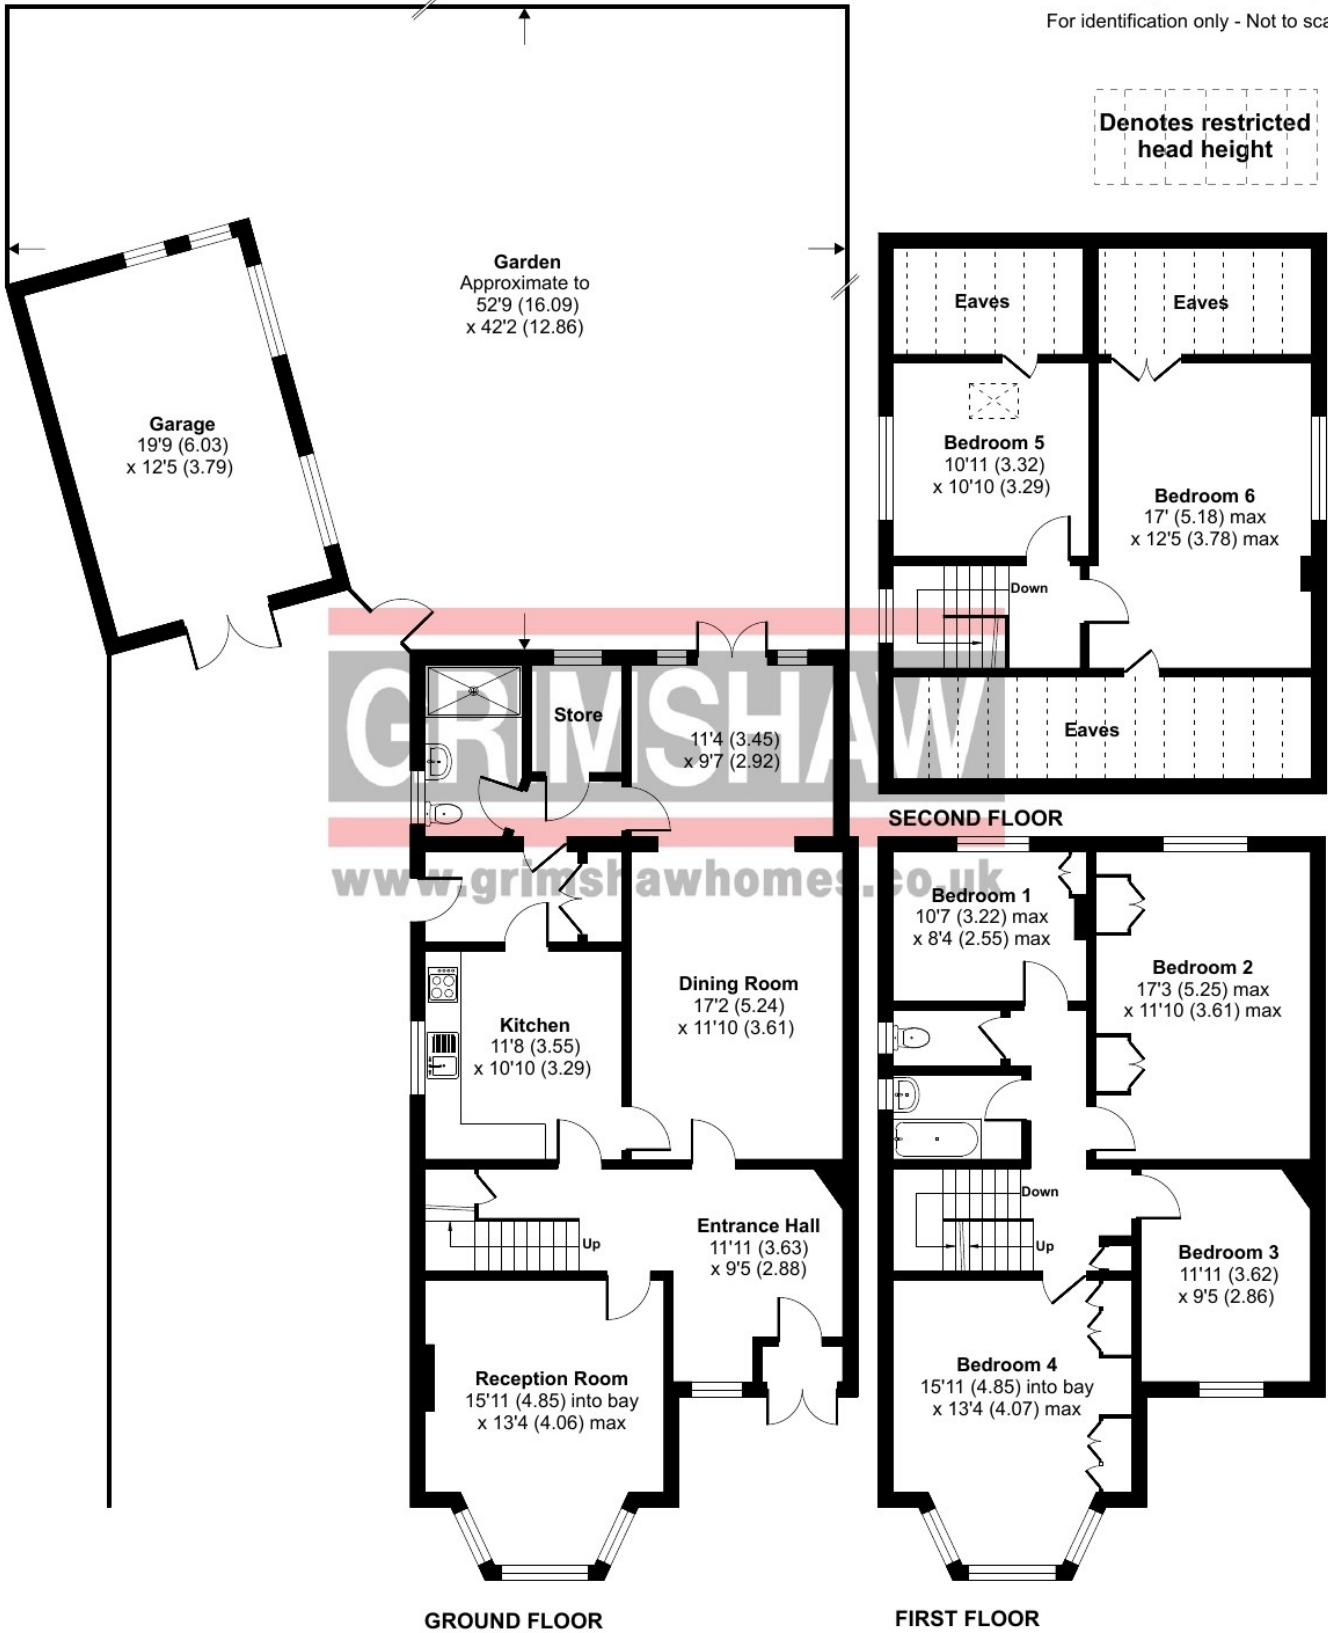 For identification only - Not to sca
Denotes restricted
head height
Garden
Approximate to
52'9 (16.09)
x 42'2 (12.86)
Garage
19'9 (6.03)
x 12'5 (3.79)
Eaves
Eaves
Bedroom 5
10'11 (3.32)
x 10'10 (3.29)
Bedroom 6
17' (5.18) max
x 12'5 (3.78) max
Down
Eaves
SECOND FLOOR
GRIMSHAW
www.grimshawhomes.co.uk
Store
11'4 (3.45)
x 9'7 (2.92)
Dining Room
17'2 (5.24)
x 11'10 (3.61)
Kitchen
11'8 (3.55)
x 10'10 (3.29)
Up
Entrance Hall
11'11 (3.63)
x 9'5 (2.88)
Reception Room
15'11 (4.85) into bay
x 13'4 (4.06) max
GROUND FLOOR
Bedroom 1
10'7 (3.22) max
x 8'4 (2.55) max
Bedroom 2
17'3 (5.25) max
x 11'10 (3.61) max
Down
Up
Bedroom 3
11'11 (3.62)
x 9'5 (2.86)
Bedroom 4
15'11 (4.85) into bay
x 13'4 (4.07) max
FIRST FLOOR